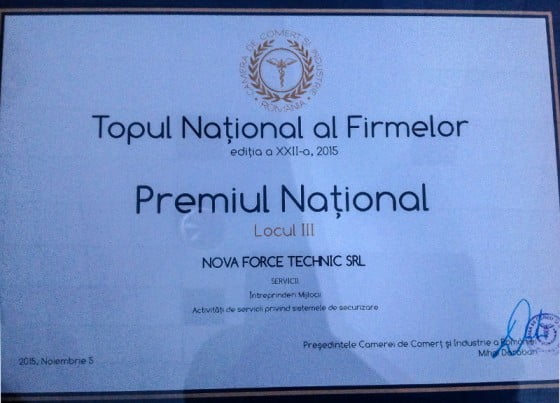 CAMERA DE COMERȚ ȘI INDUSTRIE
ROMÂNIA
Topul Național al Firmelor
ediția a XXII-a, 2015
Premiul Național
Locul III
NOVA FORCE TECHNIC SRL
SERVICII
Întreprinderi Mijlocii
Activități de servicii privind sistemele de securizare
Președintele Camerei de Comerț și Industrie a României
Mihai Daraban
2015, Noiembrie 5